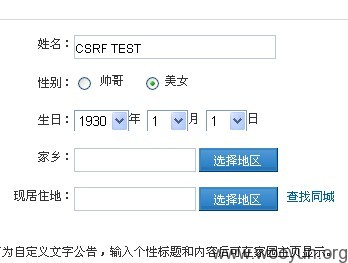 姓名： CSRF TEST
性别： 帅哥 美女
生日： 1930 年 1 月 1 日
家乡： 选择地区
现居住地： 选择地区 查找同城
为自定义文字公告，输入个性标题和内容后可在家园主页显示。
www.wooyun.org